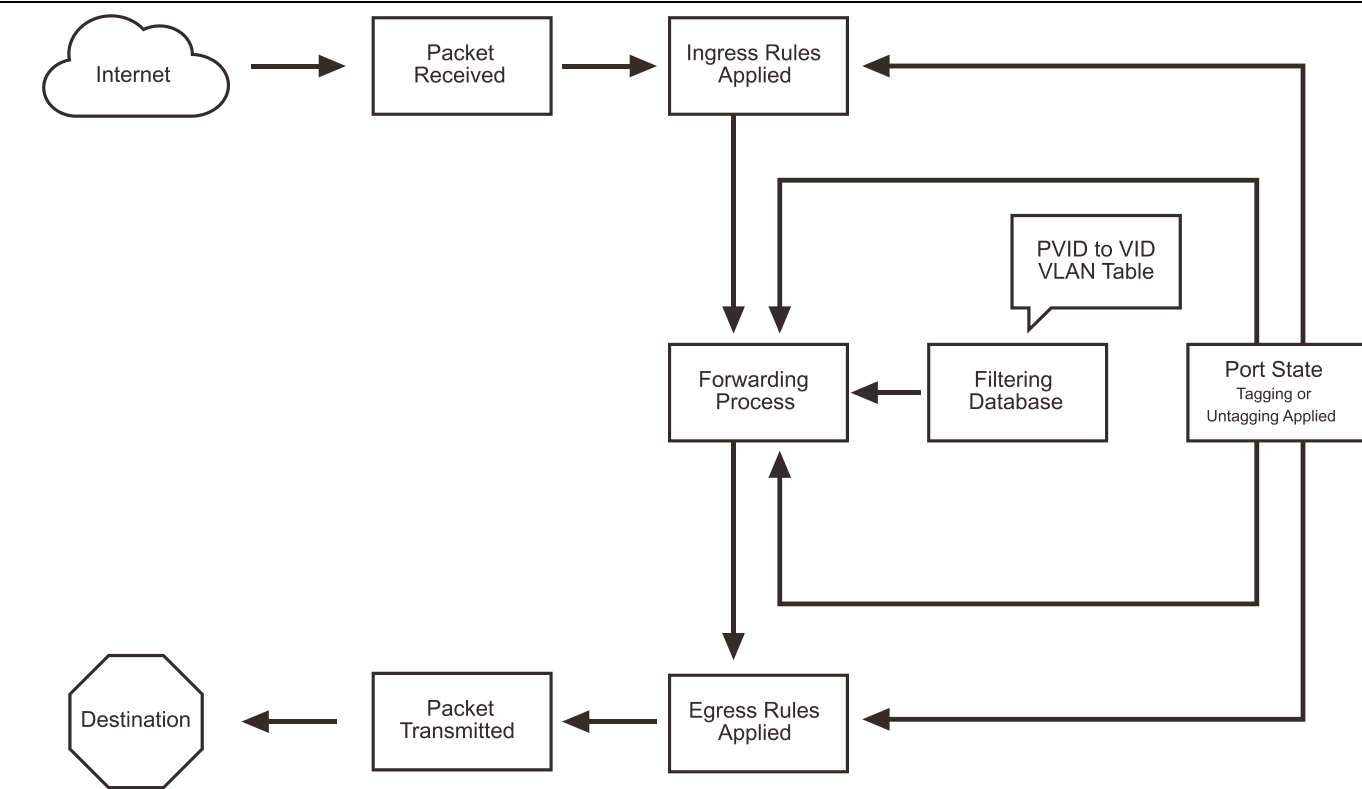 Internet
Packet
Received
Ingress Rules
Applied
PVID to VID
VLAN Table
Forwarding
Process
Filtering
Database
Port State
Tagging or
Untagging Applied
Destination
Packet
Transmitted
Egress Rules
Applied